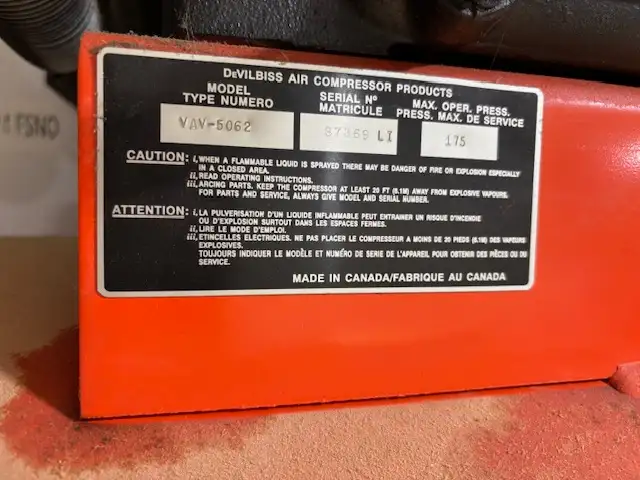 DeVILBISS AIR COMPRESSOR PRODUCTS
MODEL
TYPE NUMERO
SERIAL Nº
MATRICULE
MAX. OPER. PRESS.
PRESS. MAX. DE SERVICE
VAV-5062
LI
175
CAUTION: i, WHEN A FLAMMABLE LIQUID IS SPRAYED THERE MAY BE DANGER OF FIRE OR EXPLOSION ESPECIALLY
IN A CLOSED AREA.
ii, READ OPERATING INSTRUCTIONS.
iii, ARCING PARTS. KEEP THE COMPRESSOR AT LEAST 20 FT (6.1M) AWAY FROM EXPLOSIVE VAPOURS.
FOR PARTS AND SERVICE, ALWAYS GIVE MODEL AND SERIAL NUMBER.
ATTENTION: i, LA PULVERISATION D'UN LIQUIDE INFLAMMABLE PEUT ENTRAINER UN RISQUE D'INCENDIE
OU D'EXPLOSION SURTOUT DANS LES ESPACES FERMES.
ii, LIRE LE MODE D'EMPLOI.
iii, ETINCELLES ELECTRIQUES. NE PAS PLACER LE COMPRESSEUR A MOINS DE 20 PIEDS (6.1M) DES VAPEURS
EXPLOSIVES.
TOUJOURS INDIQUER LE MODÈLE ET NUMÉRO DE SERIE DE L'APPAREIL POUR OBTENIR DES PIÈCES OU DU
SERVICE.
MADE IN CANADA/FABRIQUE AU CANADA